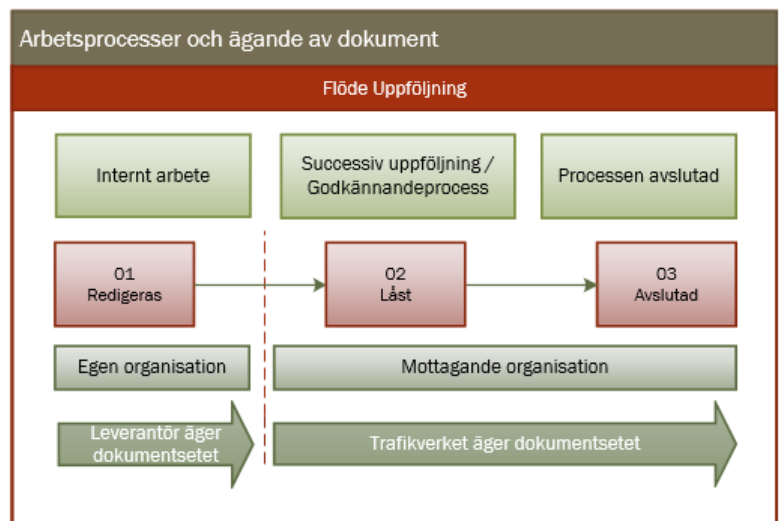 Arbetsprocesser och ägande av dokument
Flöde Uppföljning
Internt arbete
Successiv uppföljning /
Godkännandeprocess
Processen avslutad
01
Redigeras
02
Låst
03
Avslutad
Egen organisation
Mottagande organisation
Leverantör äger
dokumentsetet
Trafikverket äger dokumentsetet